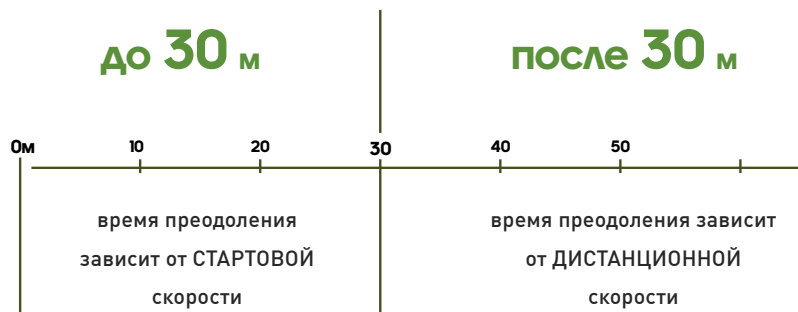 до 30 м
после 30 м
0м 10 20 30 40 50
время преодоления
зависит от СТАРТОВОЙ
скорости
время преодоления зависит
от ДИСТАНЦИОННОЙ
скорости